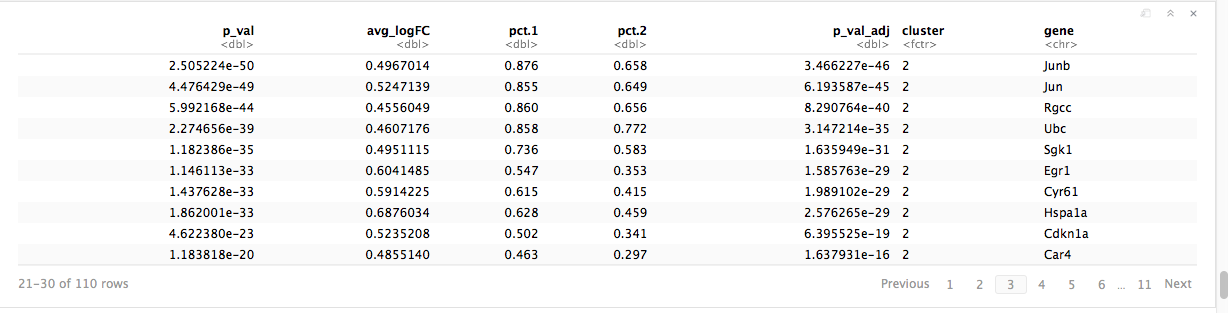 p_val avg_logFC pct.1 pct.2 p_val_adj cluster gene
<dbl> <dbl> <dbl> <dbl> <dbl> <fctr> <chr>
2.505224e-50 0.4967014 0.876 0.658 3.466227e-46 2 Junb
4.476429e-49 0.5247139 0.855 0.649 6.193587e-45 2 Jun
5.992168e-44 0.4556049 0.860 0.656 8.290764e-40 2 Rgcc
2.274656e-39 0.4607176 0.858 0.772 3.147214e-35 2 Ubc
1.182386e-35 0.4951115 0.736 0.583 1.635949e-31 2 Sgk1
1.146113e-33 0.6041485 0.547 0.353 1.585763e-29 2 Egr1
1.437628e-33 0.5914225 0.615 0.415 1.989102e-29 2 Cyr61
1.862001e-33 0.6876034 0.628 0.459 2.576265e-29 2 Hspa1a
4.622380e-23 0.5235208 0.502 0.341 6.395525e-19 2 Cdkn1a
1.183818e-20 0.4855140 0.463 0.297 1.637931e-16 2 Car4
21-30 of 110 rows Previous 1 2 3 4 5 6 ... 11 Next